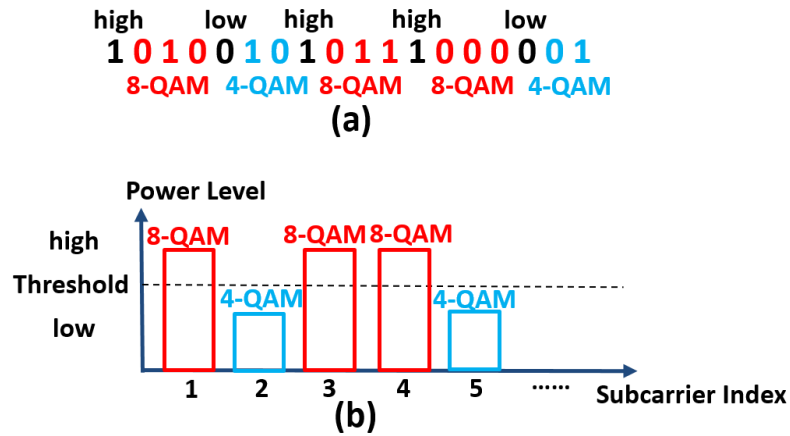 high low high high low
1 0 1 0 0 1 0 1 0 1 1 1 0 0 0 0 0 1
8-QAM 4-QAM 8-QAM 8-QAM 4-QAM
(a)
Power Level
high 8-QAM 8-QAM 8-QAM
Threshold
low 4-QAM 4-QAM
1 2 3 4 5 ...... Subcarrier Index
(b)